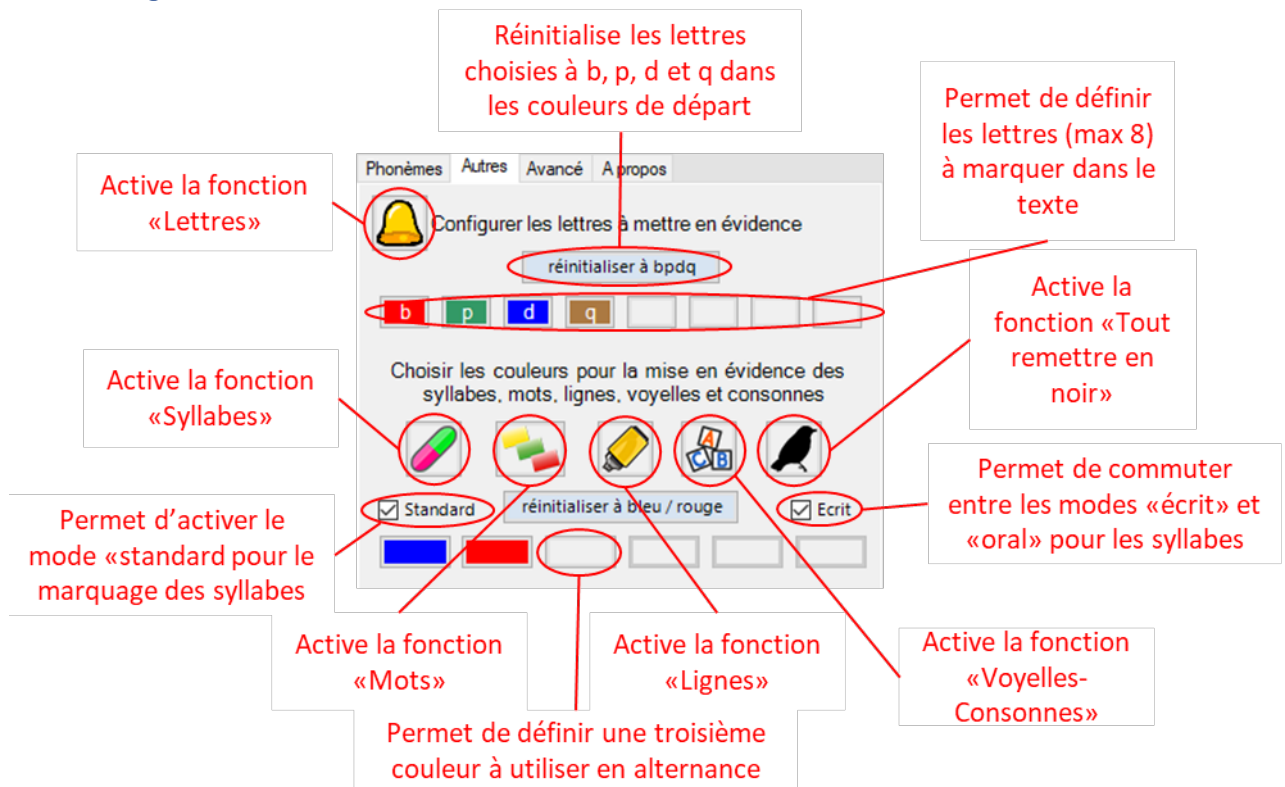 Réinitialise les lettres
choisies à b, p, d et q dans
les couleurs de départ
Permet de définir
les lettres (max 8)
à marquer dans le
texte
Active la fonction
«Lettres»
Phonèmes Autres Avancé A propos
Configurer les lettres à mettre en évidence
réinitialiser à bpdq
b p d q
Active la
fonction «Tout
remettre en
noir»
Active la fonction
«Syllabes»
Choisir les couleurs pour la mise en évidence des
syllabes, mots, lignes, voyelles et consonnes
A
C B
Standard réinitialiser à bleu / rouge Ecrit
Permet de commuter
entre les modes «écrit» et
«oral» pour les syllabes
Permet d’activer le
mode «standard pour le
marquage des syllabes
Active la fonction
«Mots»
Active la fonction
«Lignes»
Active la fonction
«Voyelles-
Consonnes»
Permet de définir une troisième
couleur à utiliser en alternance